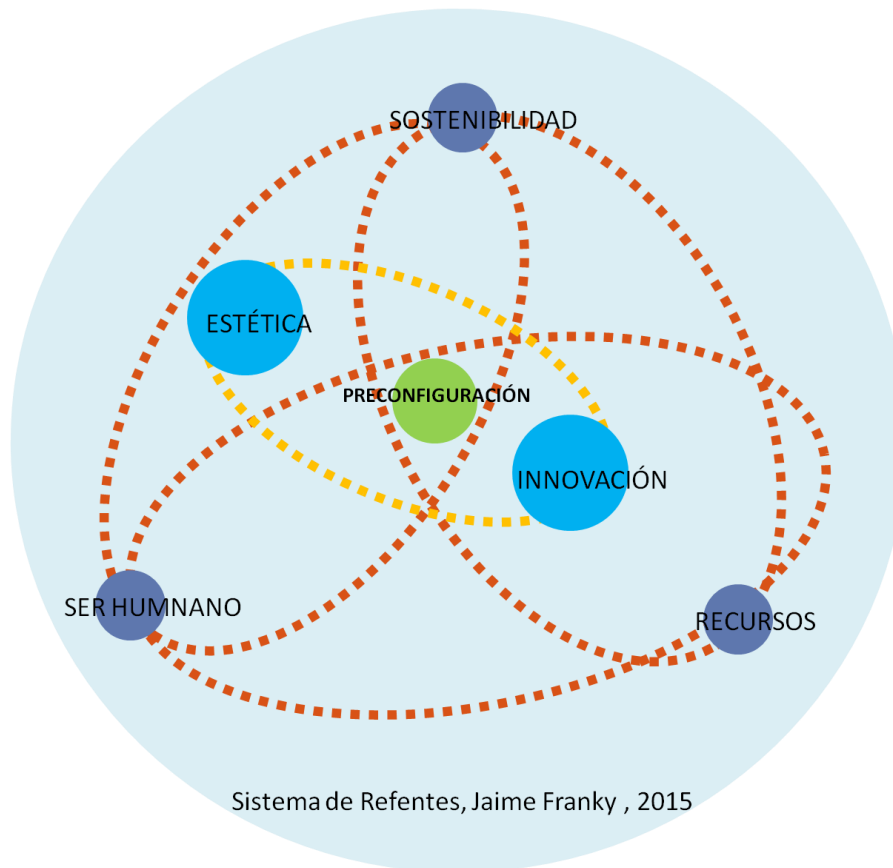 SOSTENIBILIDAD
ESTÉTICA
PRECONFIGURACIÓN
INNOVACIÓN
SER HUMNANO
RECURSOS
Sistema de Refentes, Jaime Franky , 2015